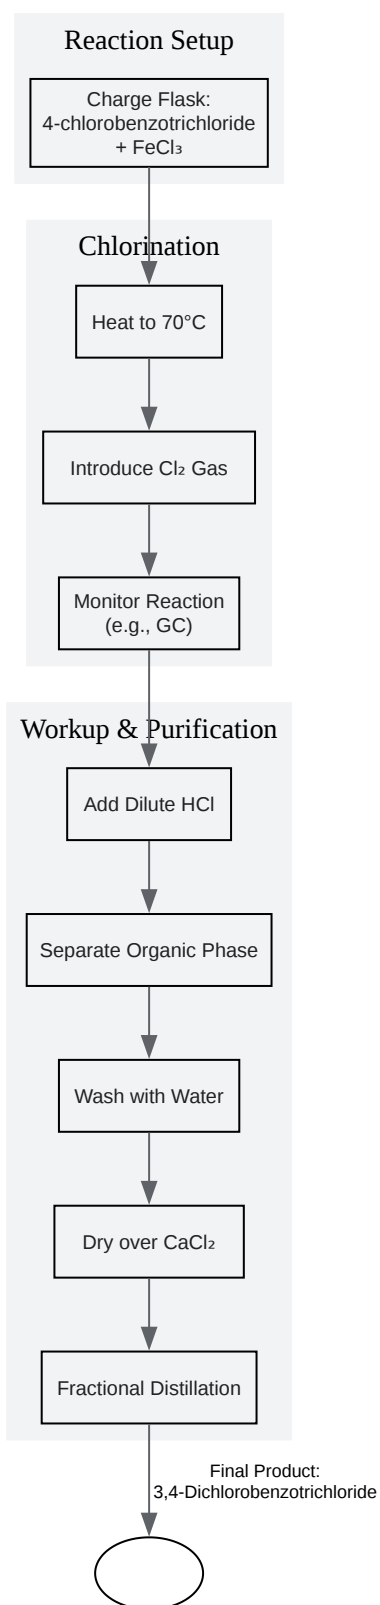 Reaction Setup
Charge Flask:
4-chlorobenzotrichloride
+ FeCl₃
Chlorination
Heat to 70°C
Introduce Cl₂ Gas
Monitor Reaction
(e.g., GC)
Workup & Purification
Add Dilute HCl
Separate Organic Phase
Wash with Water
Dry over CaCl₂
Fractional Distillation
Final Product:
3,4-Dichlorobenzotrichloride